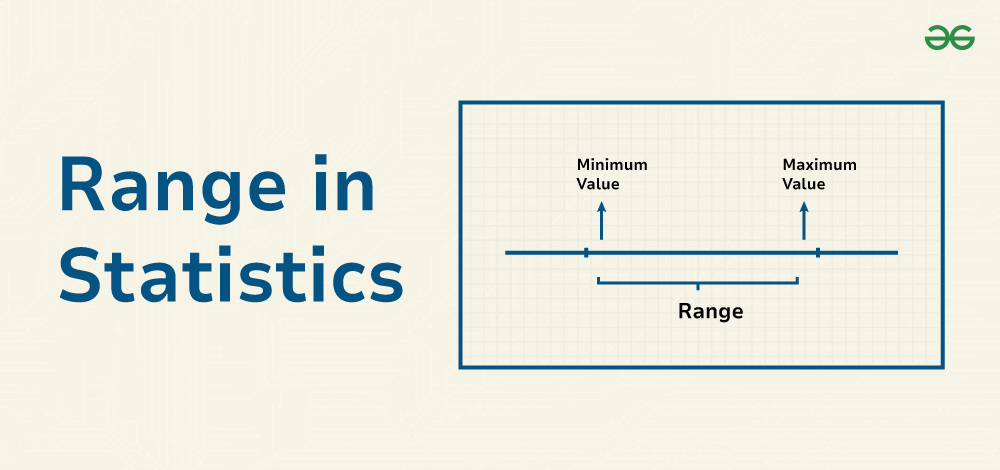 Range in
Statistics
Minimum
Value
Maximum
Value
Range